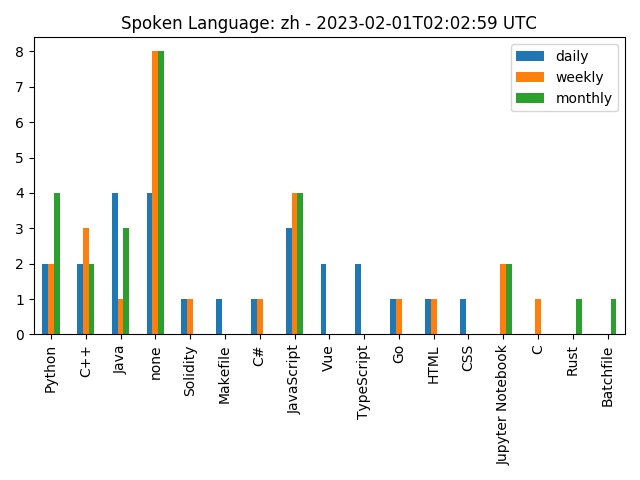 Spoken Language: zh - 2023-02-01T02:02:59 UTC
daily
weekly
monthly
8
7
6
5
4
3
2
1
0
Python
C++
Java
none
Solidity
Makefile
C#
JavaScript
Vue
TypeScript
Go
HTML
CSS
Jupyter Notebook
C
Rust
Batchfile